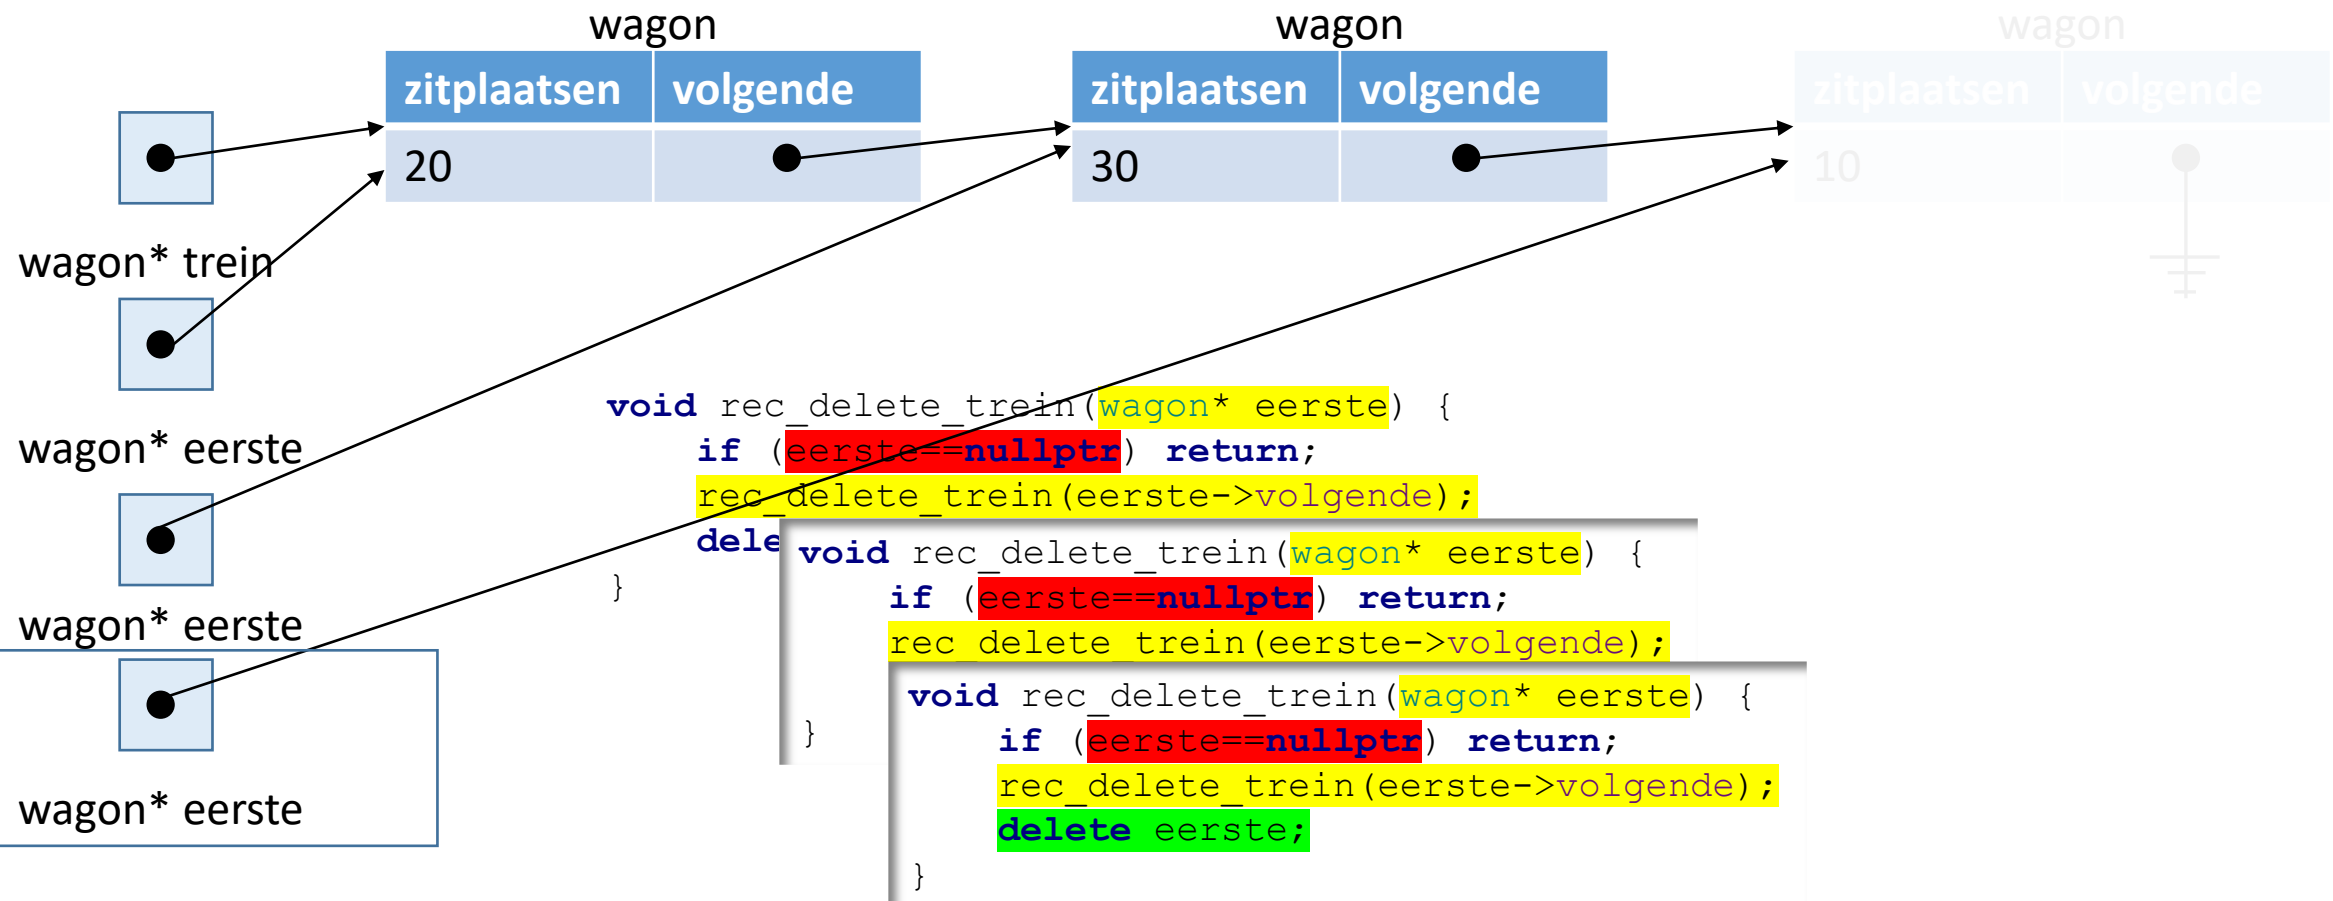 wagon wagon wagon
zitplaatsen volgende zitplaatsen volgende zitplaatsen volgende
20 30 10
wagon* trein
wagon* eerste
wagon* eerste
wagon* eerste
void rec_delete_trein(wagon* eerste) {
if (eerste==nullptr) return;
rec_delete_trein(eerste->volgende);
dele
}
void rec_delete_trein(wagon* eerste) {
if (eerste==nullptr) return;
rec_delete_trein(eerste->volgende);
}
void rec_delete_trein(wagon* eerste) {
if (eerste==nullptr) return;
rec_delete_trein(eerste->volgende);
delete eerste;
}